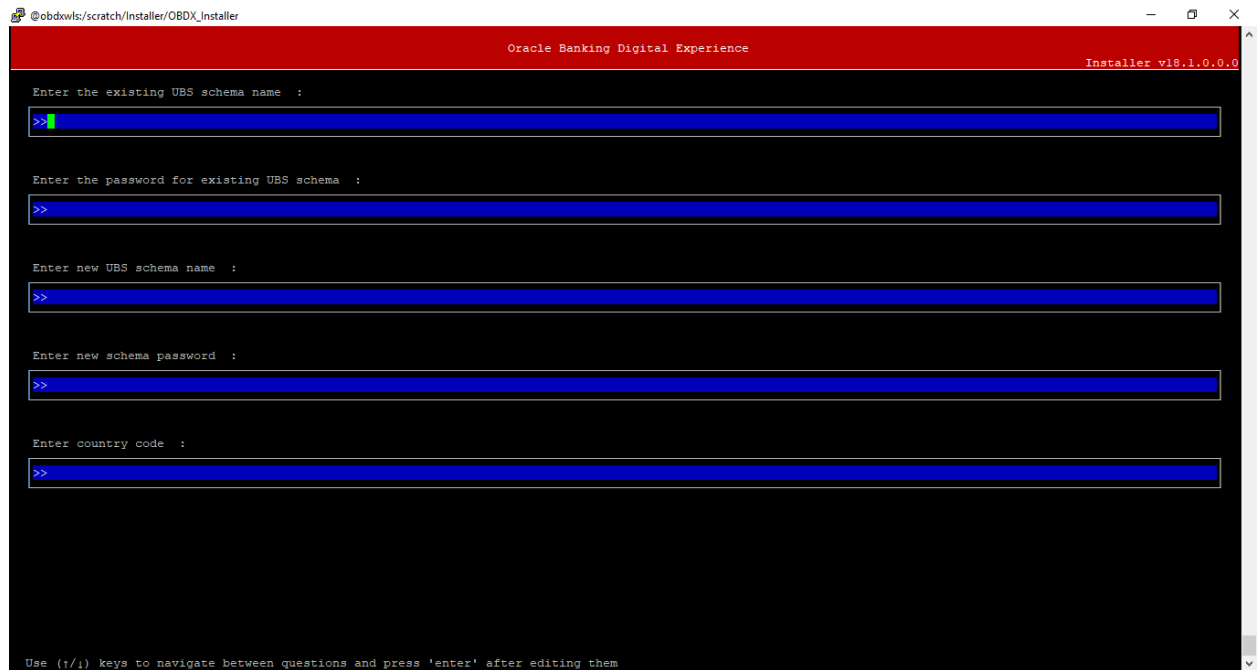 @obdxwls:/scratch/Installer/OBDX_Installer
Oracle Banking Digital Experience
Installer v18.1.0.0.0
Enter the existing UBS schema name :
>>
Enter the password for existing UBS schema :
>>
Enter new UBS schema name :
>>
Enter new schema password :
>>
Enter country code :
>>
Use (↑/↓) keys to navigate between questions and press 'enter' after editing them